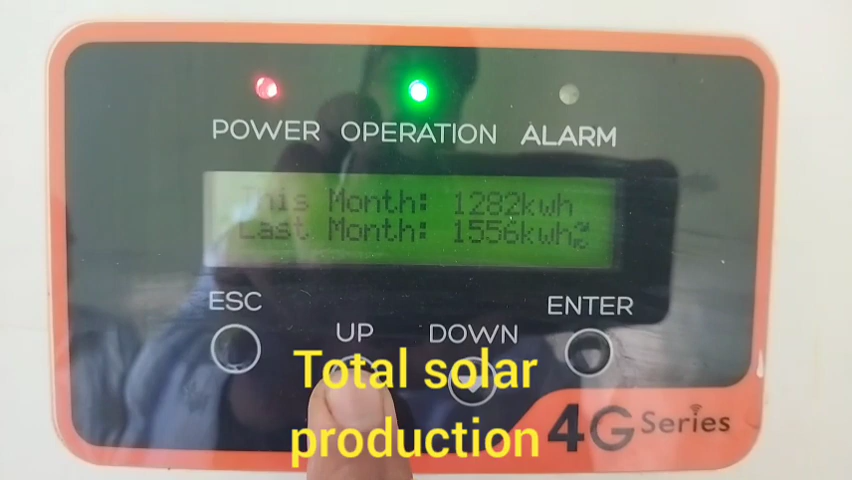 POWER OPERATION ALARM
This Month: 1282kwh
Last Month: 1556kwh
ESC
ENTER
UP
DOWN
Total solar
production
4G Series